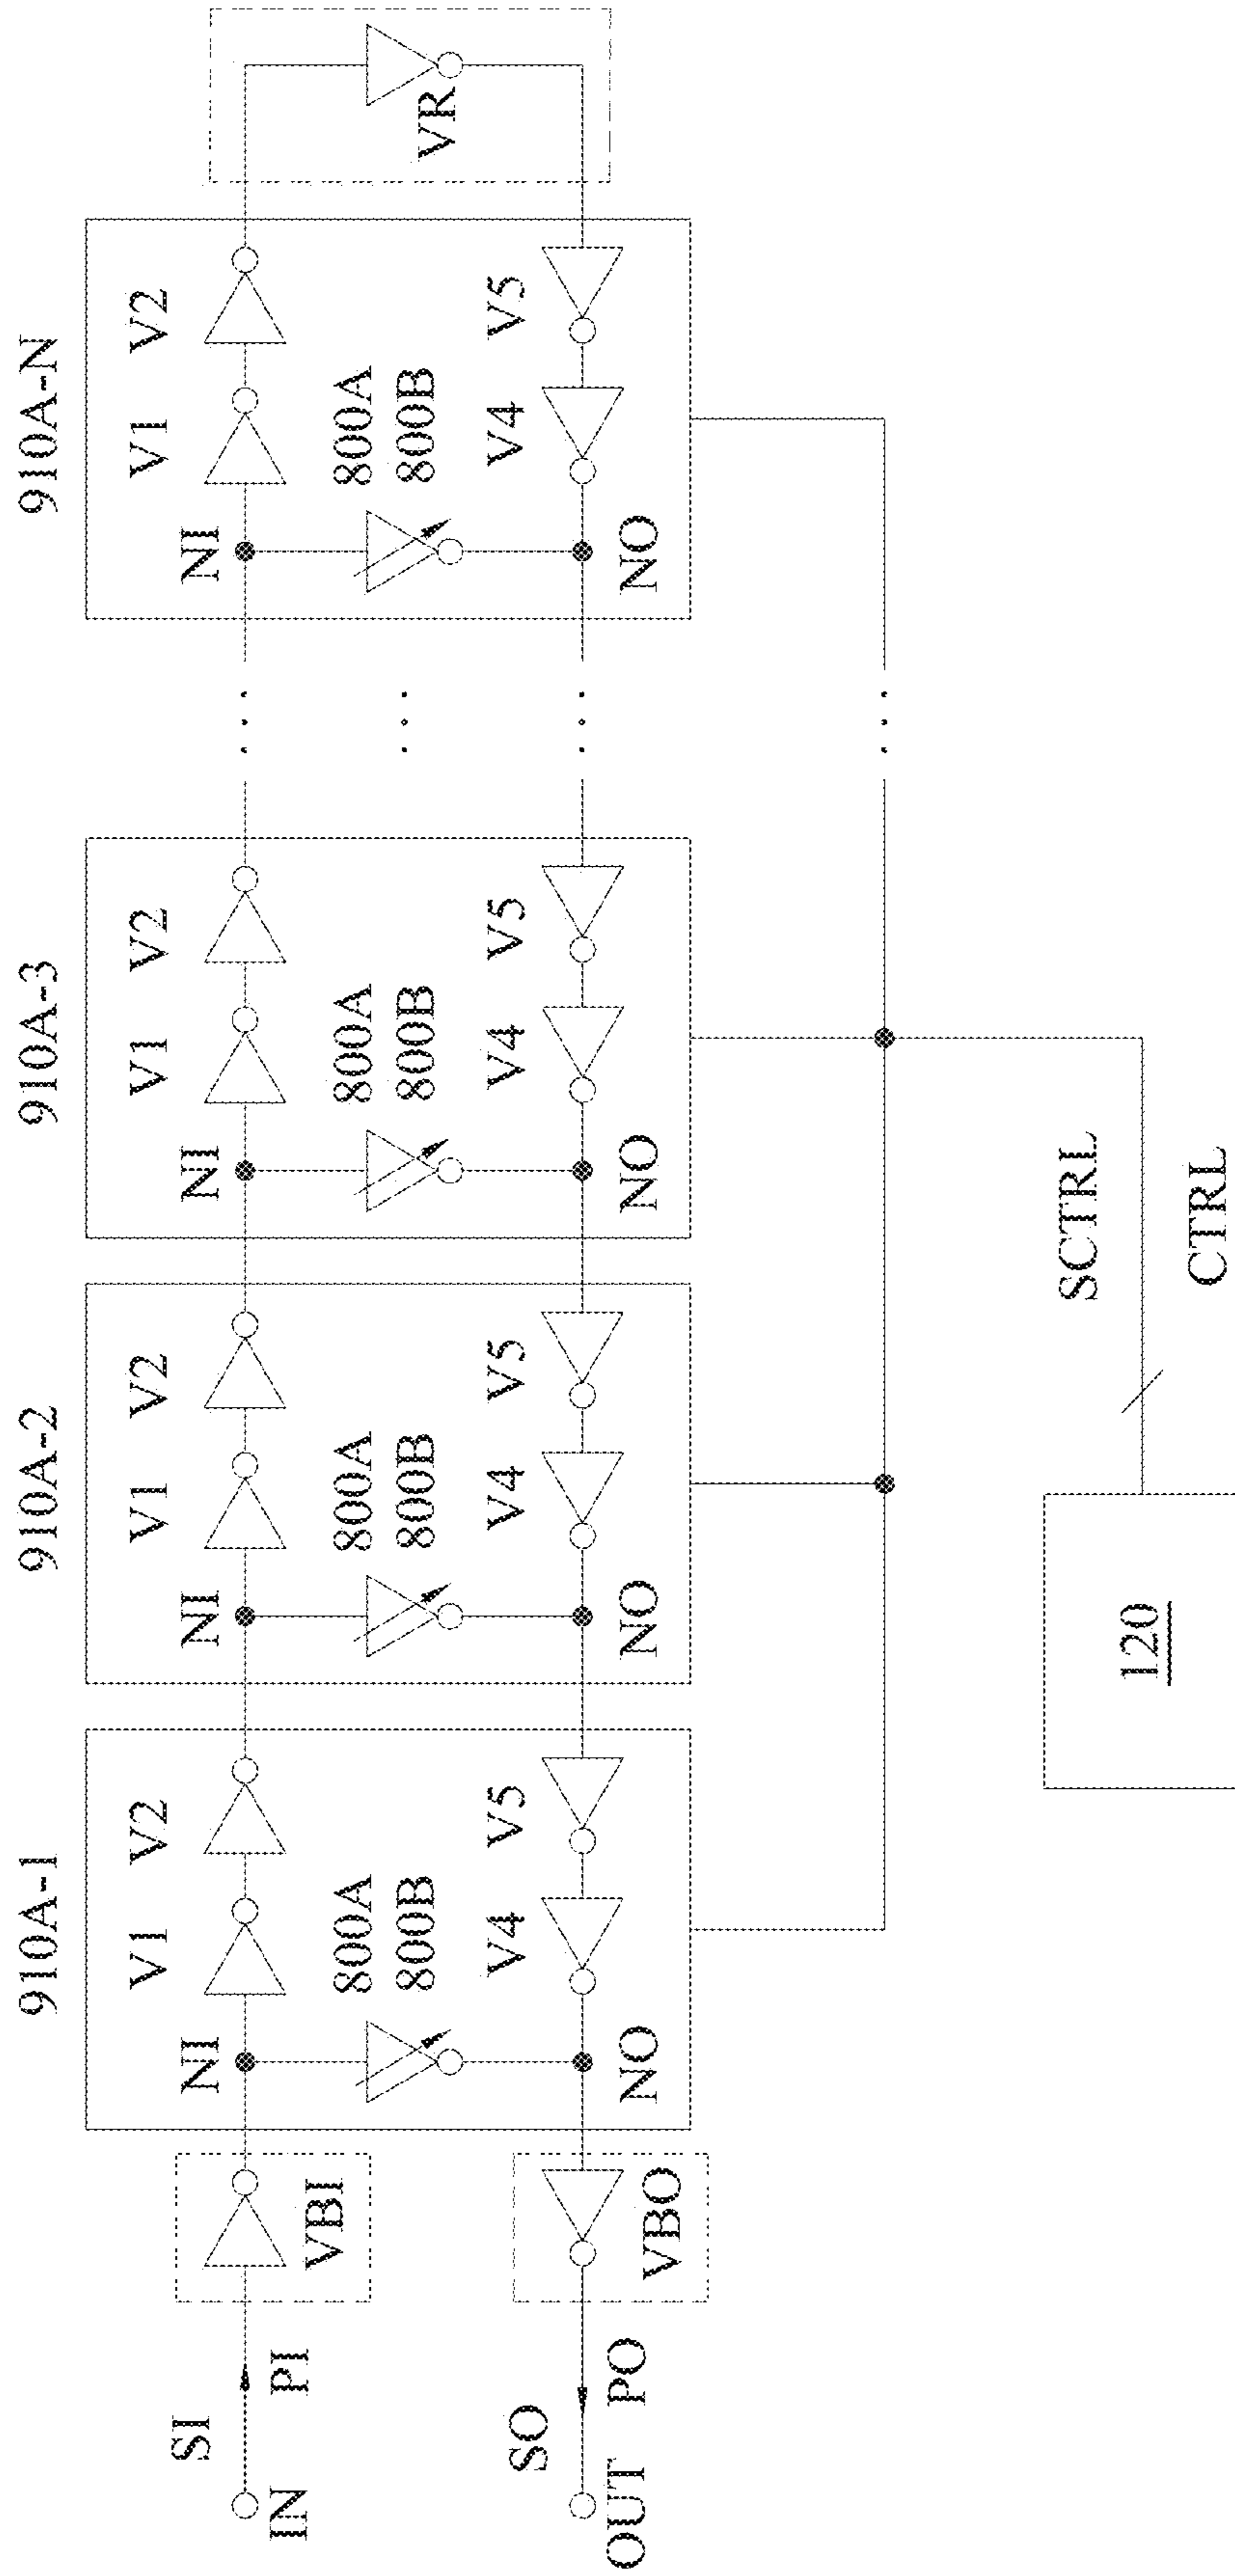 910A-1
910A-2
910A-3
910A-N
V1
V2
V1
V2
V1
V2
V1
V2
SI
NI
NI
NI
NI
IN
PI
VBI
800A
800B
800A
800B
800A
800B
800A
800B
VR
V4
V5
V4
V5
V4
V5
V4
V5
SO
OUT
PO
VBO
NO
NO
NO
NO
SCTRL
120
CTRL